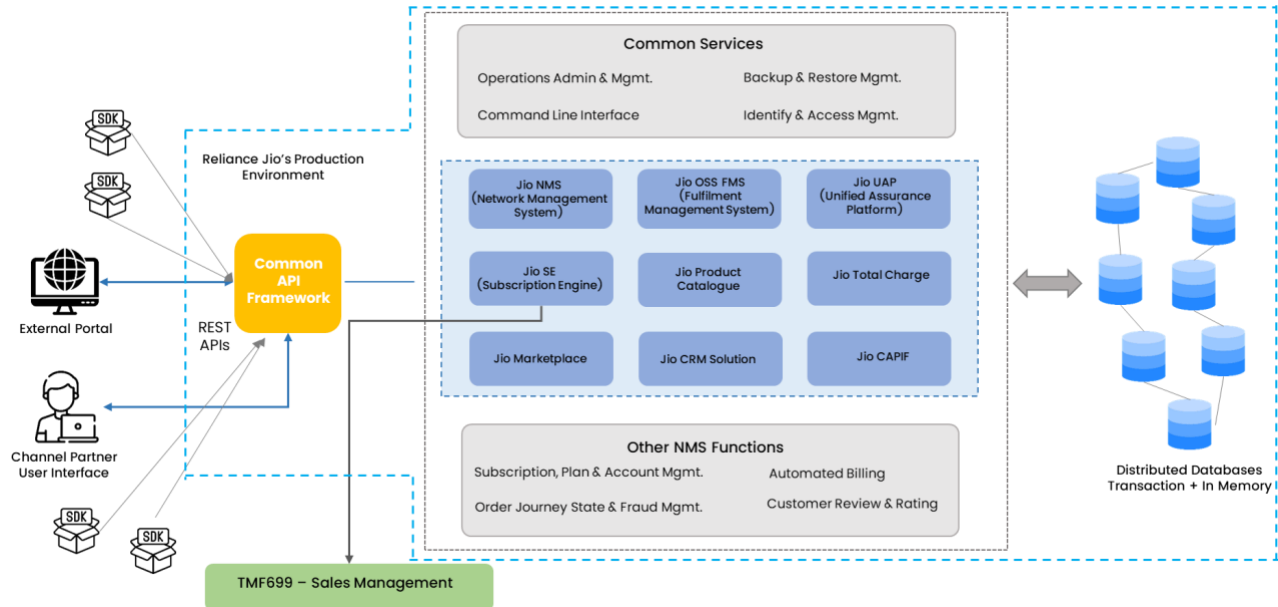 Common Services
Operations Admin & Mgmt.
Backup & Restore Mgmt.
Command Line Interface
Identify & Access Mgmt.
SDK
SDK
Reliance Jio's Production
Environment
Jio NMS
(Network Management
System)
Jio OSS FMS
(Fulfilment
Management System)
Jio UAP
(Unified Assurance
Platform)
Common
API
Framework
Jio SE
(Subscription Engine)
Jio Product
Catalogue
Jio Total Charge
External Portal
REST
APIs
Jio Marketplace
Jio CRM Solution
Jio CAPIF
Channel Partner
User Interface
Other NMS Functions
Subscription, Plan & Account Mgmt.
Automated Billing
Order Journey State & Fraud Mgmt.
Customer Review & Rating
Distributed Databases
Transaction + In Memory
SDK
SDK
TMF699 – Sales Management